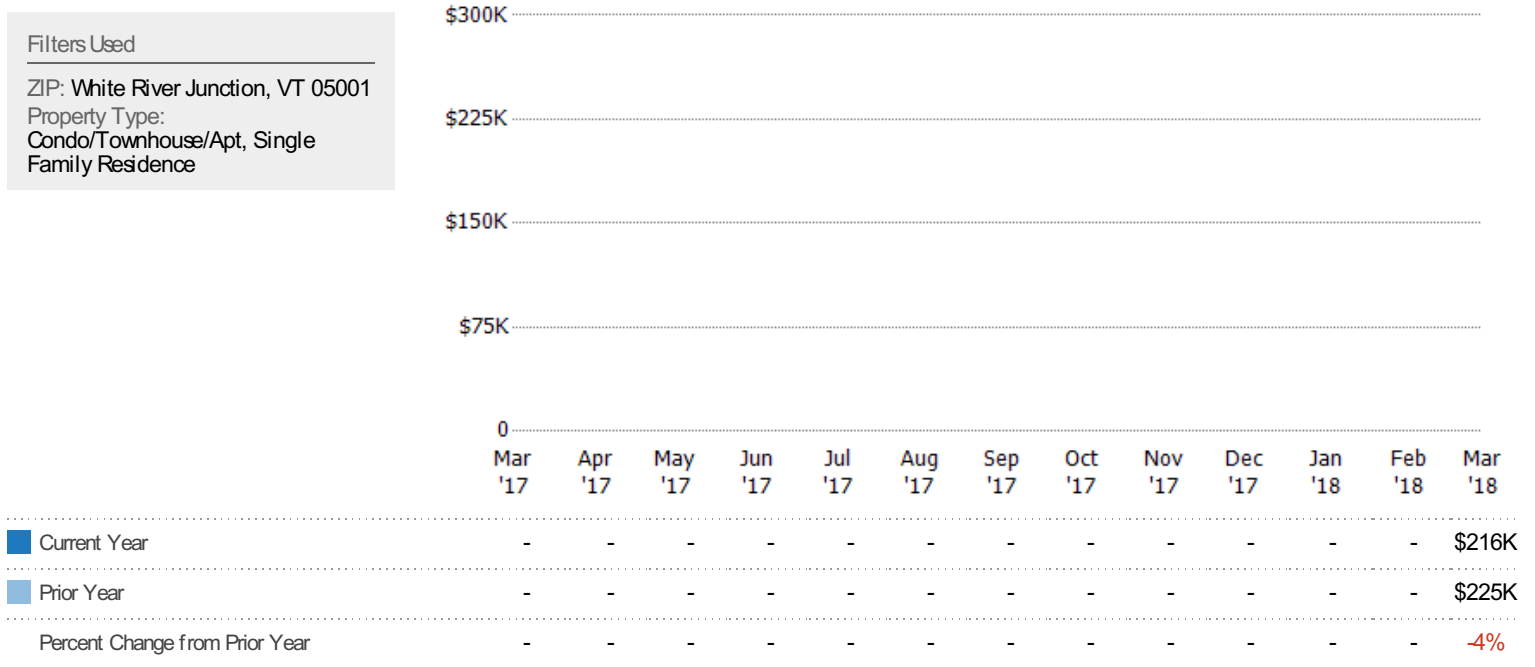 Filters Used
ZIP: White River Junction, VT 05001
Property Type:
Condo/Townhouse/Apt, Single
Family Residence
$300K
$225K
$150K
$75K
0
Mar Apr May Jun Jul Aug Sep Oct Nov Dec Jan Feb Mar
'17 '17 '17 '17 '17 '17 '17 '17 '17 '17 '18 '18 '18
Current Year - - - - - - - - - - - - $216K
Prior Year - - - - - - - - - - - - $225K
Percent Change from Prior Year - - - - - - - - - - - - -4%